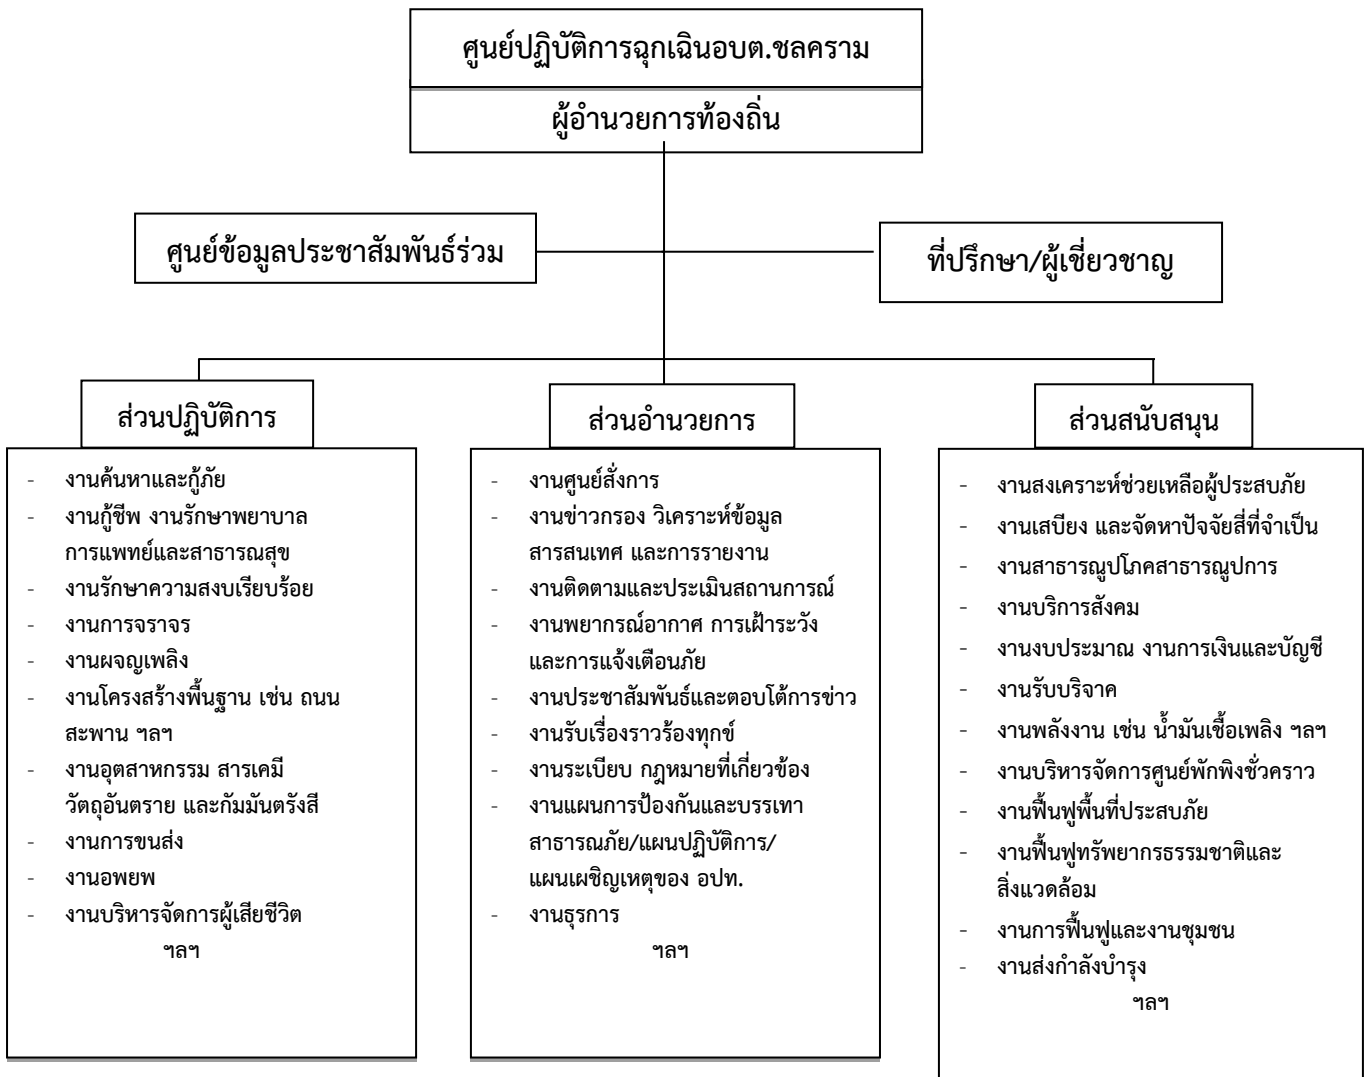 ศูนย์ปฏิบัติการฉุกเฉินอบต.ชลคราม
ผู้อำนวยการท้องถิ่น
ศูนย์ข้อมูลประชาสัมพันธ์ร่วม
ที่ปรึกษา/ผู้เชี่ยวชาญ
ส่วนปฏิบัติการ
- งานค้นหาและกู้ภัย
- งานกู้ชีพ งานรักษาพยาบาล
การแพทย์และสาธารณสุข
- งานรักษาความสงบเรียบร้อย
- งานการจราจร
- งานผจญเพลิง
- งานโครงสร้างพื้นฐาน เช่น ถนน
สะพาน ฯลฯ
- งานอุตสาหกรรม สารเคมี
วัตถุอันตราย และกัมมันตรังสี
- งานการขนส่ง
- งานอพยพ
- งานบริหารจัดการผู้เสียชีวิต
ฯลฯ
ส่วนอำนวยการ
- งานศูนย์สั่งการ
- งานข่าวกรอง วิเคราะห์ข้อมูล
สารสนเทศ และการรายงาน
- งานติดตามและประเมินสถานการณ์
- งานพยากรณ์อากาศ การเฝ้าระวัง
และการแจ้งเตือนภัย
- งานประชาสัมพันธ์และตอบโต้การข่าว
- งานรับเรื่องราวร้องทุกข์
- งานระเบียบ กฎหมายที่เกี่ยวข้อง
- งานแผนการป้องกันและบรรเทา
สาธารณภัย/แผนปฏิบัติการ/
แผนเผชิญเหตุของ อปท.
- งานธุรการ
ฯลฯ
ส่วนสนับสนุน
- งานสงเคราะห์ช่วยเหลือผู้ประสบภัย
- งานเสบียง และจัดหาปัจจัยสี่ที่จำเป็น
- งานสาธารณูปโภคสาธารณูปการ
- งานบริการสังคม
- งานงบประมาณ งานการเงินและบัญชี
- งานรับบริจาค
- งานพลังงาน เช่น น้ำมันเชื้อเพลิง ฯลฯ
- งานบริหารจัดการศูนย์พักพิงชั่วคราว
- งานฟื้นฟูพื้นที่ประสบภัย
- งานฟื้นฟูทรัพยากรธรรมชาติและ
สิ่งแวดล้อม
- งานการฟื้นฟูและงานชุมชน
- งานส่งกำลังบำรุง
ฯลฯ